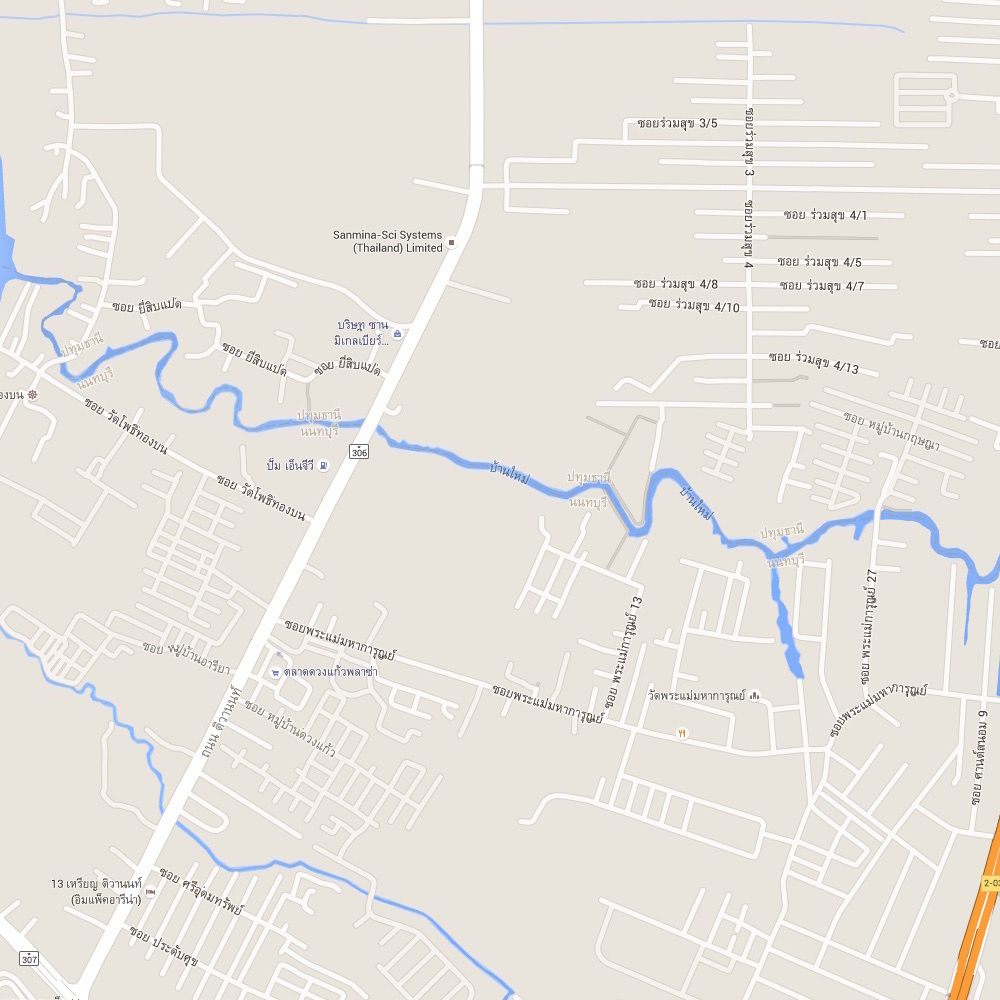 ซอยร่วมสุข 3/5
ซอยร่วมสุข 3
ซอย ร่วมสุข 4/1
ซอยร่วมสุข 4
Sanmina-Sci Systems
(Thailand) Limited
ซอย ร่วมสุข 4/5
ซอย ร่วมสุข 4/8
ซอย ร่วมสุข 4/7
ซอย ร่วมสุข 4/10
ซอย ยี่สิบแปด
บริษัท ซาน
มิเกลเบียร์...
ปทุมธานี
นนทบุรี
ซอย ยี่สิบแปด
ซอย ยี่สิบแปด
ซอย ร่วมสุข 4/13
ซอย
องบน
ซอย วัดโพธิ์ทองบน
ปทุมธานี
นนทบุรี
ซอย หมู่บ้านกฤษณา
306
ปั๊ม เอ็นจีวี
บ้านใหม่
ปทุมธานี
นนทบุรี
บ้านใหม่
ซอย วัดโพธิ์ทองบน
ปทุมธานี
นนทบุรี
ซอย พระแม่การุณย์ 27
ซอย พระแม่การุณย์ 13
ซอยพระแม่มหาการุณย์
ซอย หมู่บ้านอารียา
ตลาดดวงแก้วพลาซ่า
ซอยพระแม่มหาการุณย์
วัดพระแม่มหาการุณย์
ซอยพระแม่มหาการุณย์
ถนน ติวานนท์
ซอย หมู่บ้านดวงแก้ว
ซอย ศานติ์สนอม 9
13 เหรียญ ติวานนท์
(อิมแพ็คอารีน่า)
ซอย ศรีอุดมทรัพย์
2-03
ซอย ประดับศุข
307